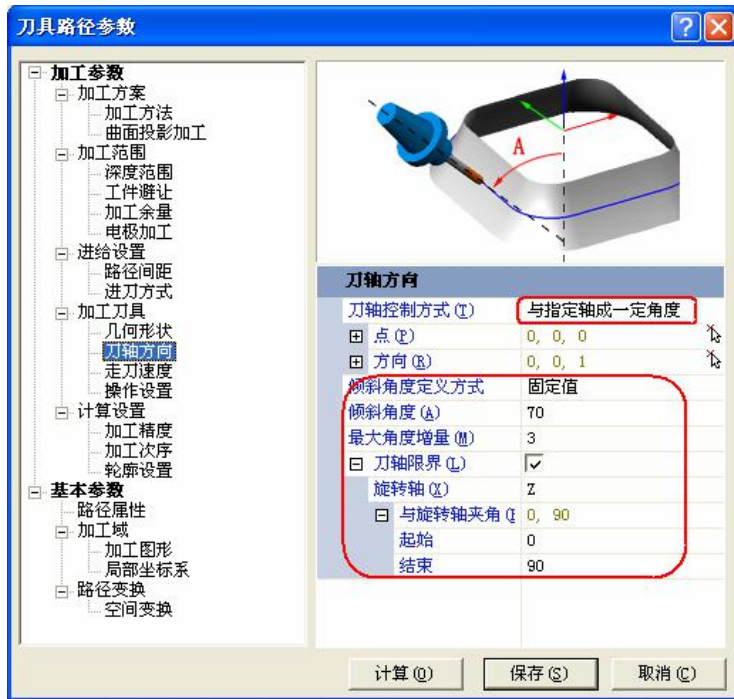 刀具路径参数
加工参数
加工方案
加工方法
曲面投影加工
加工范围
深度范围
工件避让
加工余量
电极加工
进给设置
路径间距
进刀方式
加工刀具
几何形状
刀轴方向
走刀速度
操作设置
计算设置
加工精度
加工次序
轮廓设置
基本参数
路径属性
加工域
加工图形
局部坐标系
路径变换
空间变换
A
刀轴方向
刀轴控制方式(T) 与指定轴成一定角度
点(P) 0, 0, 0
方向(R) 0, 0, 1
倾斜角度定义方式 固定值
倾斜角度(A) 70
最大角度增量(M) 3
刀轴限界(L)
旋转轴(X) Z
与旋转轴夹角 0, 90
起始 0
结束 90
计算(O) 保存(S) 取消(C)